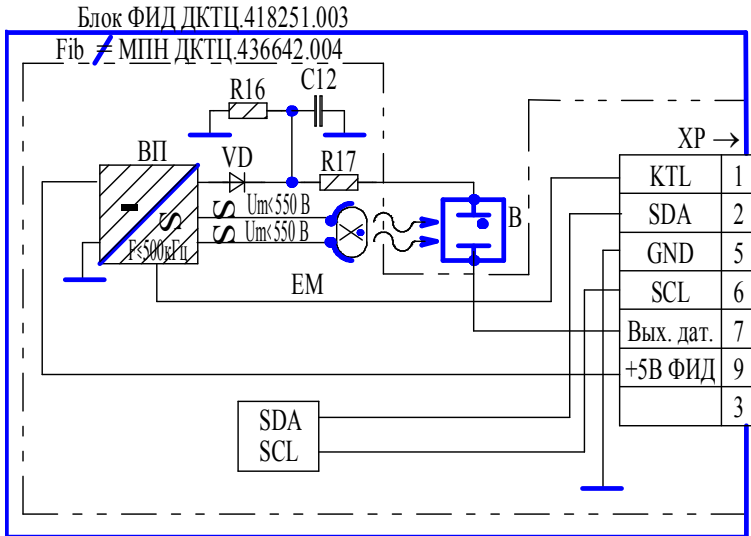 Блок ФИД ДКТЦ.418251.003
Fib = МПН ДКТЦ.436642.004
R16
C12
XP →
ВП
VD
R17
KTL 1
SDA 2
B
S Um<550 В
S
S Um<550 В
F≤500кГц
GND 5
EM
SCL 6
Вых. дат. 7
+5В ФИД 9
3
SDA
SCL